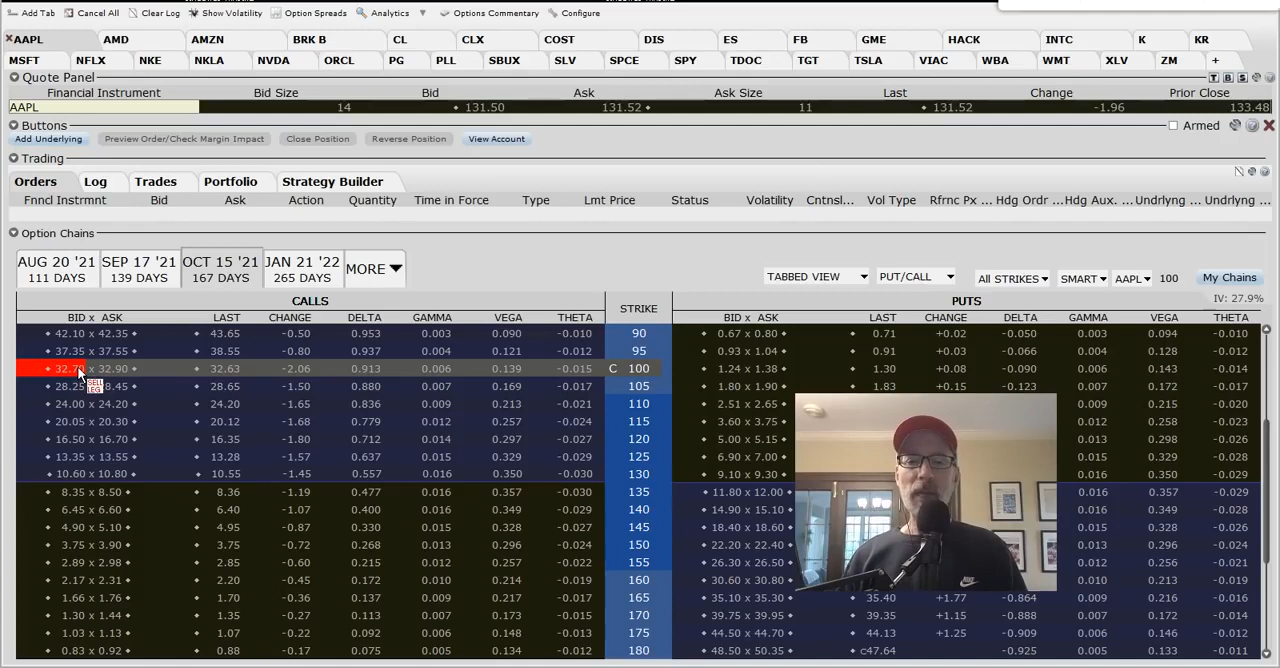 Add Tab Cancel All Clear Log Show Volatility Option Spreads Analytics Options Commentary Configure
AAPL AMD AMZN BRK B CL CLX COST DIS ES FB GME HACK INTC K KR
MSFT NFLX NKE NKLA NVDA ORCL PG PLL SBUX SLV SPCE SPY TDOC TGT TSLA VIAC WBA WMT XLV ZM +
Quote Panel T B S
Financial Instrument Bid Size Bid Ask Ask Size Last Change Prior Close
AAPL 14 131.50 131.52 11 131.52 -1.96 133.48
Buttons Armed
Add Underlying Preview Order/Check Margin Impact Close Position Reverse Position View Account
Trading
Orders Log Trades Portfolio Strategy Builder
Fnncl Instrmnt Bid Ask Action Quantity Time in Force Type Lmt Price Status Volatility Cntnsl... Vol Type Rfrnc Px ... Hdg Ordr ... Hdg Aux. ... Undrlyng ... Undrlyng ...
Option Chains
AUG 20 '21 SEP 17 '21 OCT 15 '21 JAN 21 '22 MORE
111 DAYS 139 DAYS 167 DAYS 265 DAYS
TABBED VIEW PUT/CALL All STRIKES SMART AAPL 100 My Chains
CALLS STRIKE PUTS IV: 27.9%
BID x ASK LAST CHANGE DELTA GAMMA VEGA THETA BID x ASK LAST CHANGE DELTA GAMMA VEGA THETA
42.10 x 42.35 43.65 -0.50 0.953 0.003 0.090 -0.010 90 0.67 x 0.80 0.71 +0.02 -0.050 0.003 0.094 -0.010
37.35 x 37.55 38.55 -0.80 0.937 0.004 0.121 -0.012 95 0.93 x 1.04 0.91 +0.03 -0.066 0.004 0.128 -0.012
32.70 x 32.90 32.63 -2.06 0.913 0.006 0.139 -0.015 C 100 1.24 x 1.38 1.30 +0.08 -0.090 0.006 0.143 -0.014
SELL LEG
28.25 x 28.45 28.65 -1.50 0.880 0.008 0.169 -0.017 105 1.80 x 1.90 1.83 +0.15 -0.123 0.008 0.172 -0.017
24.00 x 24.20 24.20 -1.65 0.836 0.009 0.213 -0.021 110 2.51 x 2.65 0.009 0.215 -0.020
20.05 x 20.30 20.12 -1.68 0.779 0.012 0.257 -0.024 115 3.60 x 3.75 0.012 0.258 -0.024
16.50 x 16.70 16.35 -1.80 0.712 0.014 0.297 -0.027 120 5.00 x 5.15 0.013 0.298 -0.027
13.35 x 13.55 13.28 -1.57 0.637 0.015 0.329 -0.029 125 6.90 x 7.00 0.015 0.329 -0.028
10.60 x 10.80 10.55 -1.45 0.557 0.016 0.350 -0.030 130 9.10 x 9.30 0.016 0.350 -0.029
8.35 x 8.50 8.36 -1.19 0.477 0.016 0.357 -0.030 135 11.80 x 12.00 0.016 0.357 -0.029
6.45 x 6.60 6.40 -1.07 0.400 0.016 0.349 -0.029 140 14.90 x 15.10 0.016 0.349 -0.028
4.90 x 5.10 4.95 -0.86 0.330 0.015 0.328 -0.027 145 18.40 x 18.60 0.015 0.328 -0.026
3.75 x 3.90 3.75 -0.72 0.268 0.013 0.296 -0.024 150 22.20 x 22.40 0.013 0.296 -0.024
2.89 x 2.98 2.85 -0.60 0.215 0.012 0.257 -0.022 155 26.30 x 26.50 0.012 0.257 -0.021
2.17 x 2.31 2.20 -0.45 0.172 0.010 0.214 -0.019 160 30.60 x 30.80 0.010 0.213 -0.018
1.66 x 1.76 1.70 -0.36 0.137 0.008 0.171 -0.017 165 35.10 x 35.30 35.40 +1.77 -0.864 0.008 0.170 -0.016
1.30 x 1.44 1.35 -0.27 0.111 0.007 0.174 -0.015 170 39.75 x 39.95 39.35 +1.15 -0.888 0.007 0.172 -0.014
1.03 x 1.13 1.07 -0.22 0.092 0.006 0.148 -0.013 175 44.50 x 44.70 44.13 +1.25 -0.909 0.006 0.146 -0.013
0.83 x 0.92 0.88 -0.17 0.075 0.005 0.134 -0.012 180 48.50 x 50.35 c47.64 -0.925 0.005 0.132 -0.011